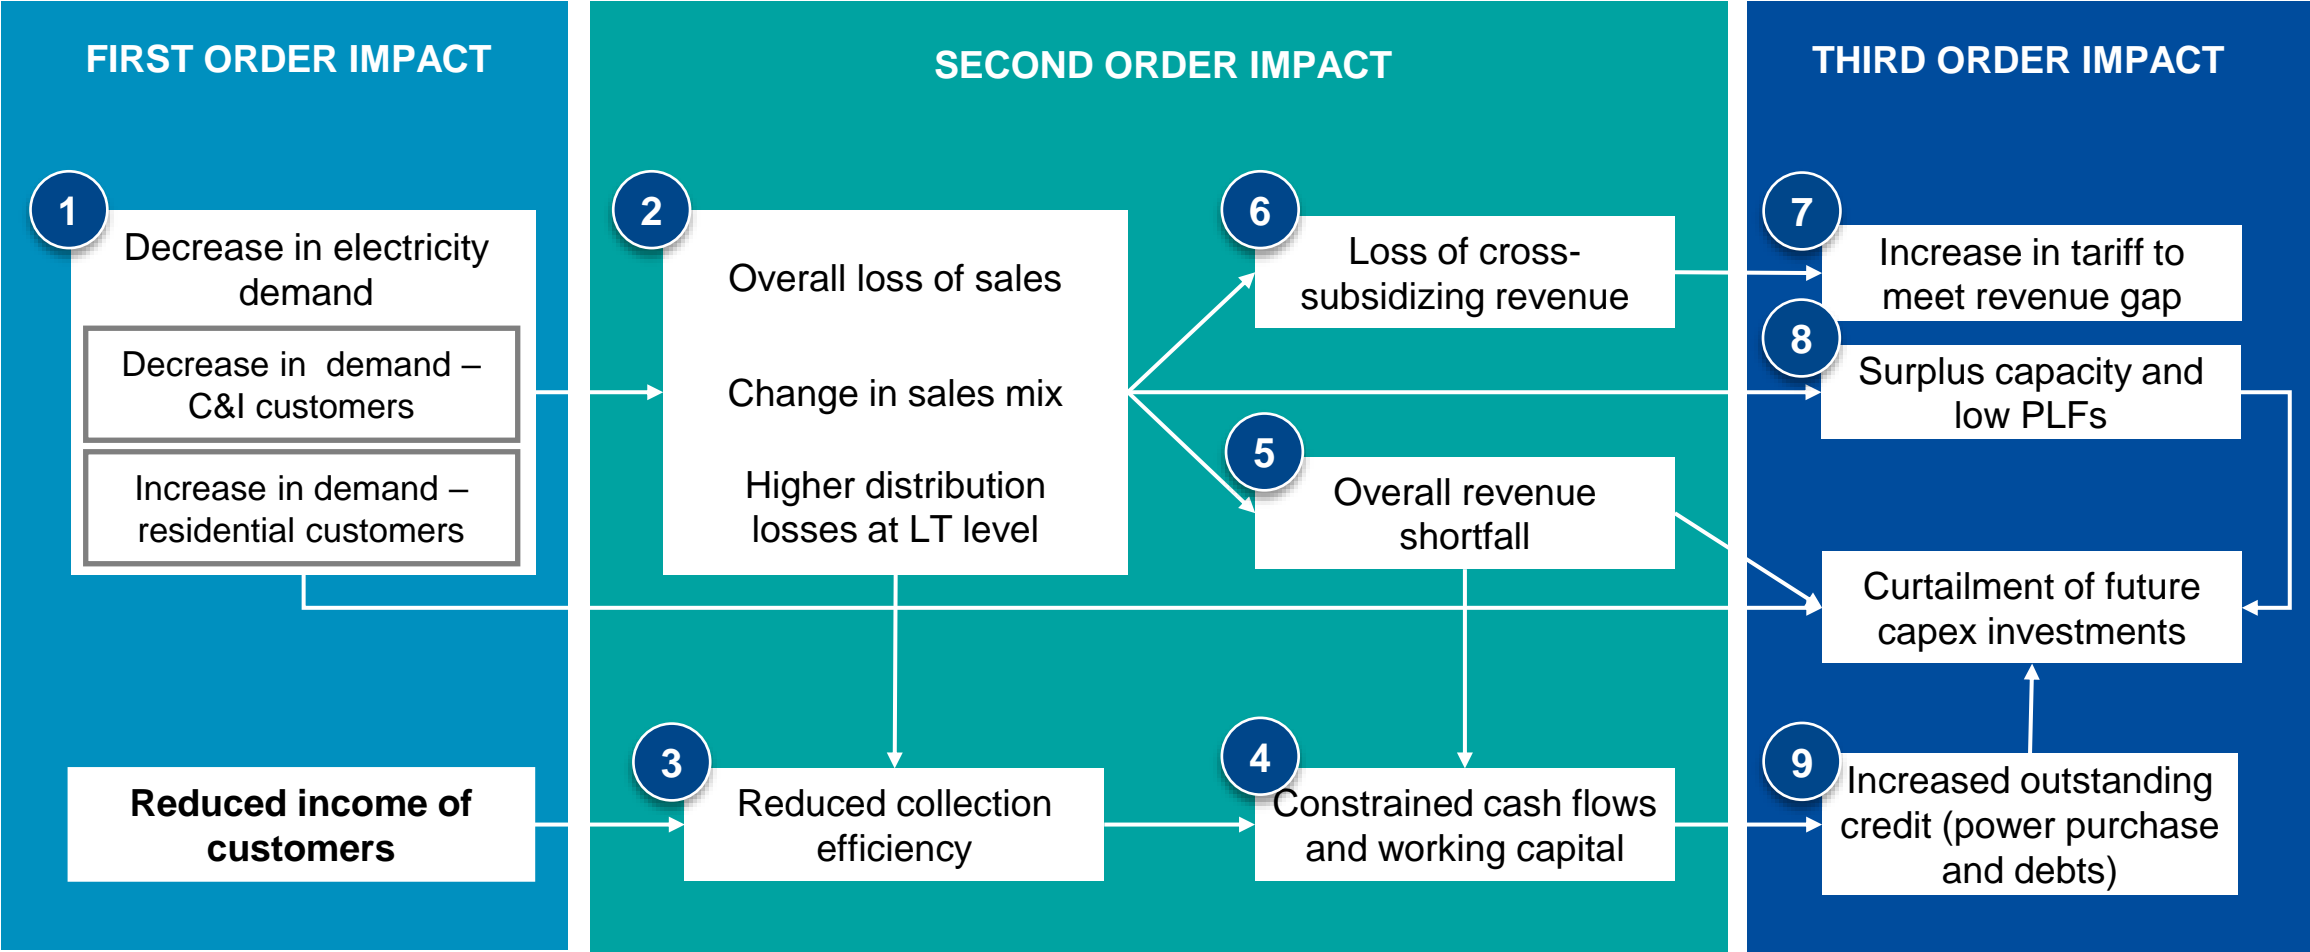 FIRST ORDER IMPACT
1
Decrease in electricity
demand
Decrease in  demand –
C&I customers
Increase in demand –
residential customers
Reduced income of
customers
SECOND ORDER IMPACT
2
Overall loss of sales
Change in sales mix
Higher distribution
losses at LT level
6
Loss of cross-
subsidizing revenue
5
Overall revenue
shortfall
3
Reduced collection
efficiency
4
Constrained cash flows
and working capital
THIRD ORDER IMPACT
7
Increase in tariff to
meet revenue gap
8
Surplus capacity and
low PLFs
Curtailment of future
capex investments
9
Increased outstanding
credit (power purchase
and debts)